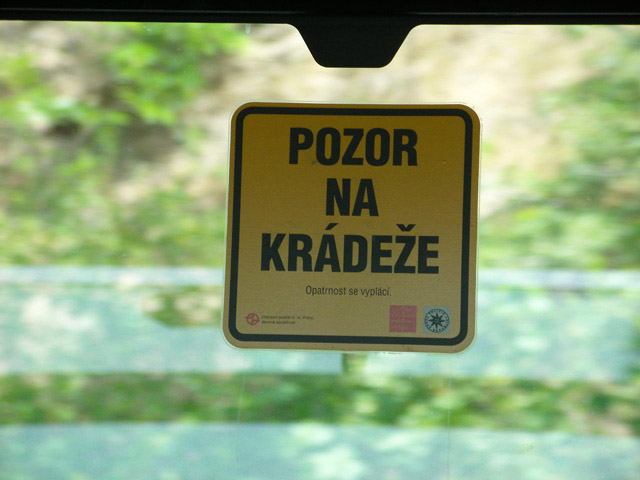 POZOR
NA
KRÁDEŽE
Opatrnost se vyplácí.